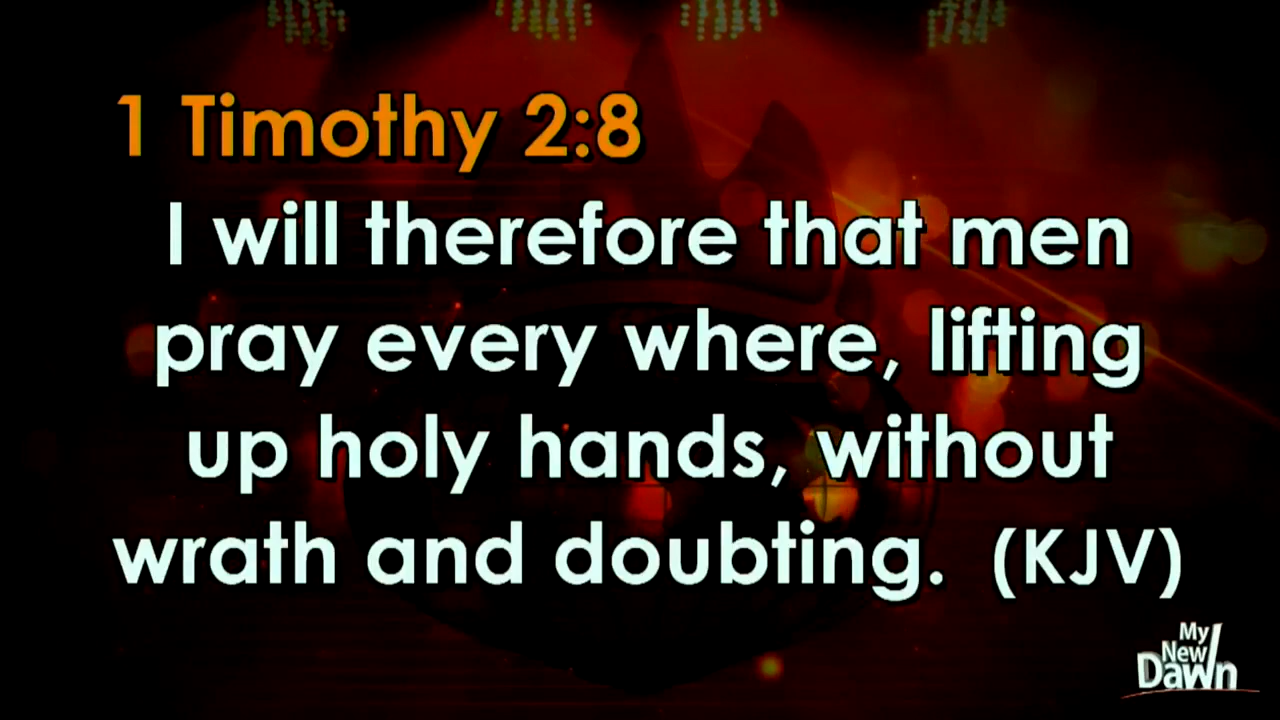 1 Timothy 2:8
I will therefore that men
pray every where, lifting
up holy hands, without
wrath and doubting. (KJV)
My
New
Dawn